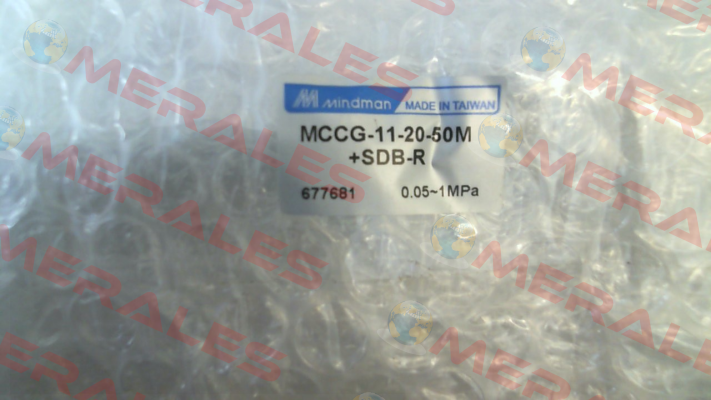 MERALES
MERALES
MERALES
Mindman MADE IN TAIWAN
MCCG-11-20-50M
+SDB-R
677681 0.05~1MPa
MERALES
MERALES
MERALES
MERALES